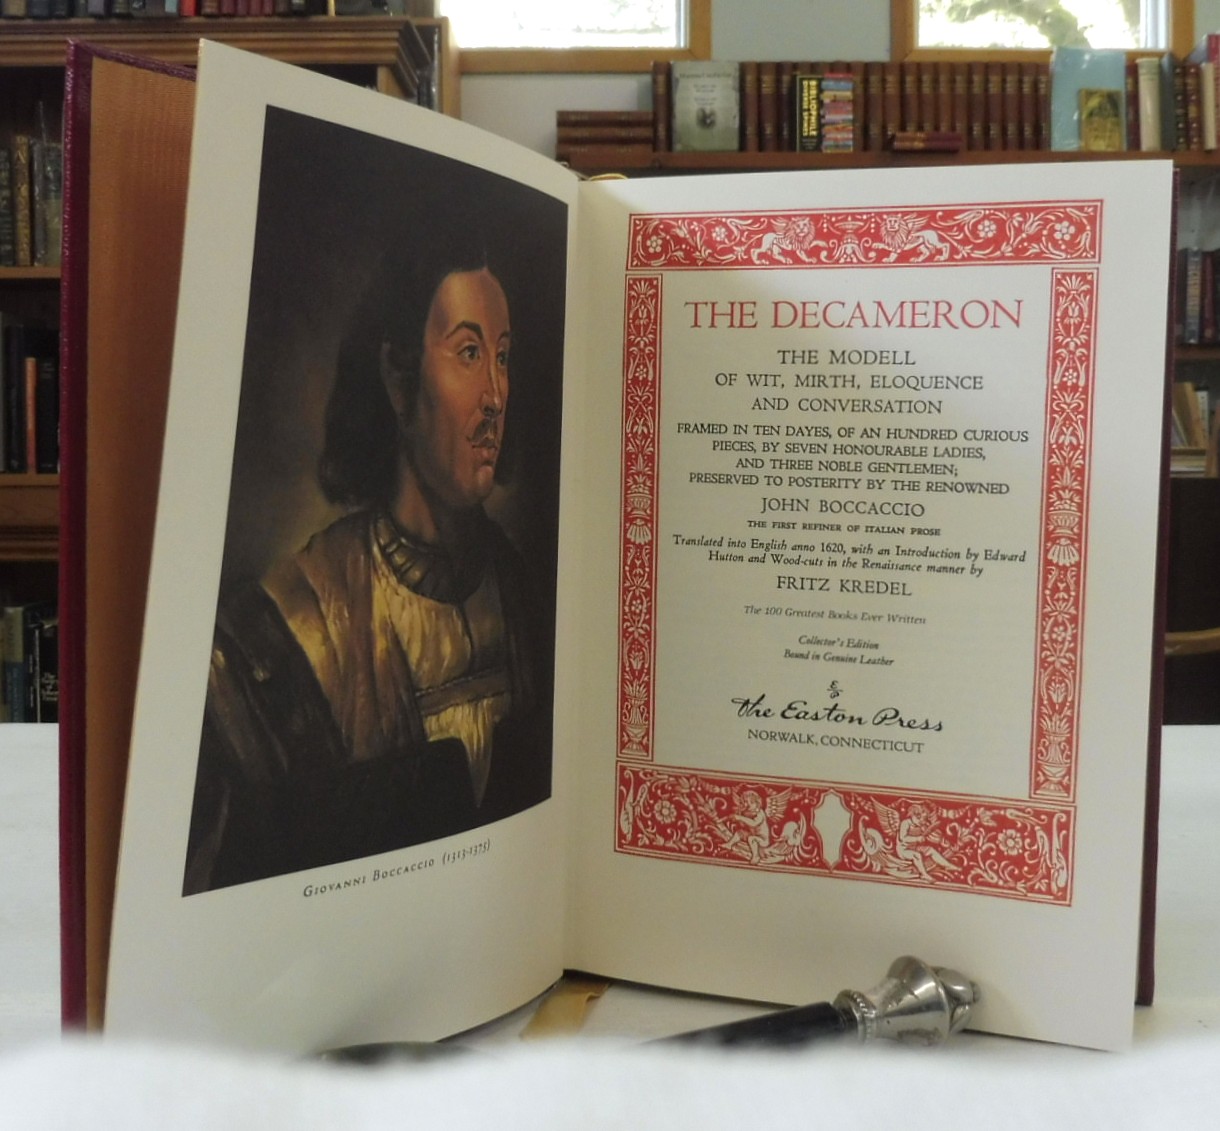 GIOVANNI BOCCACCIO (1313-1375)
THE DECAMERON
THE MODELL
OF WIT, MIRTH, ELOQUENCE
AND CONVERSATION
FRAMED IN TEN DAYES, OF AN HUNDRED CURIOUS
PIECES, BY SEVEN HONOURABLE LADIES,
AND THREE NOBLE GENTLEMEN;
PRESERVED TO POSTERITY BY THE RENOWNED
JOHN BOCCACCIO
THE FIRST REFINER OF ITALIAN PROSE
Translated into English anno 1620, with an Introduction by Edward
Hutton and Wood-cuts in the Renaissance manner by
FRITZ KREDEL
The 100 Greatest Books Ever Written
Collector's Edition
Bound in Genuine Leather
The Easton Press
NORWALK, CONNECTICUT
BIBLIOPHILE